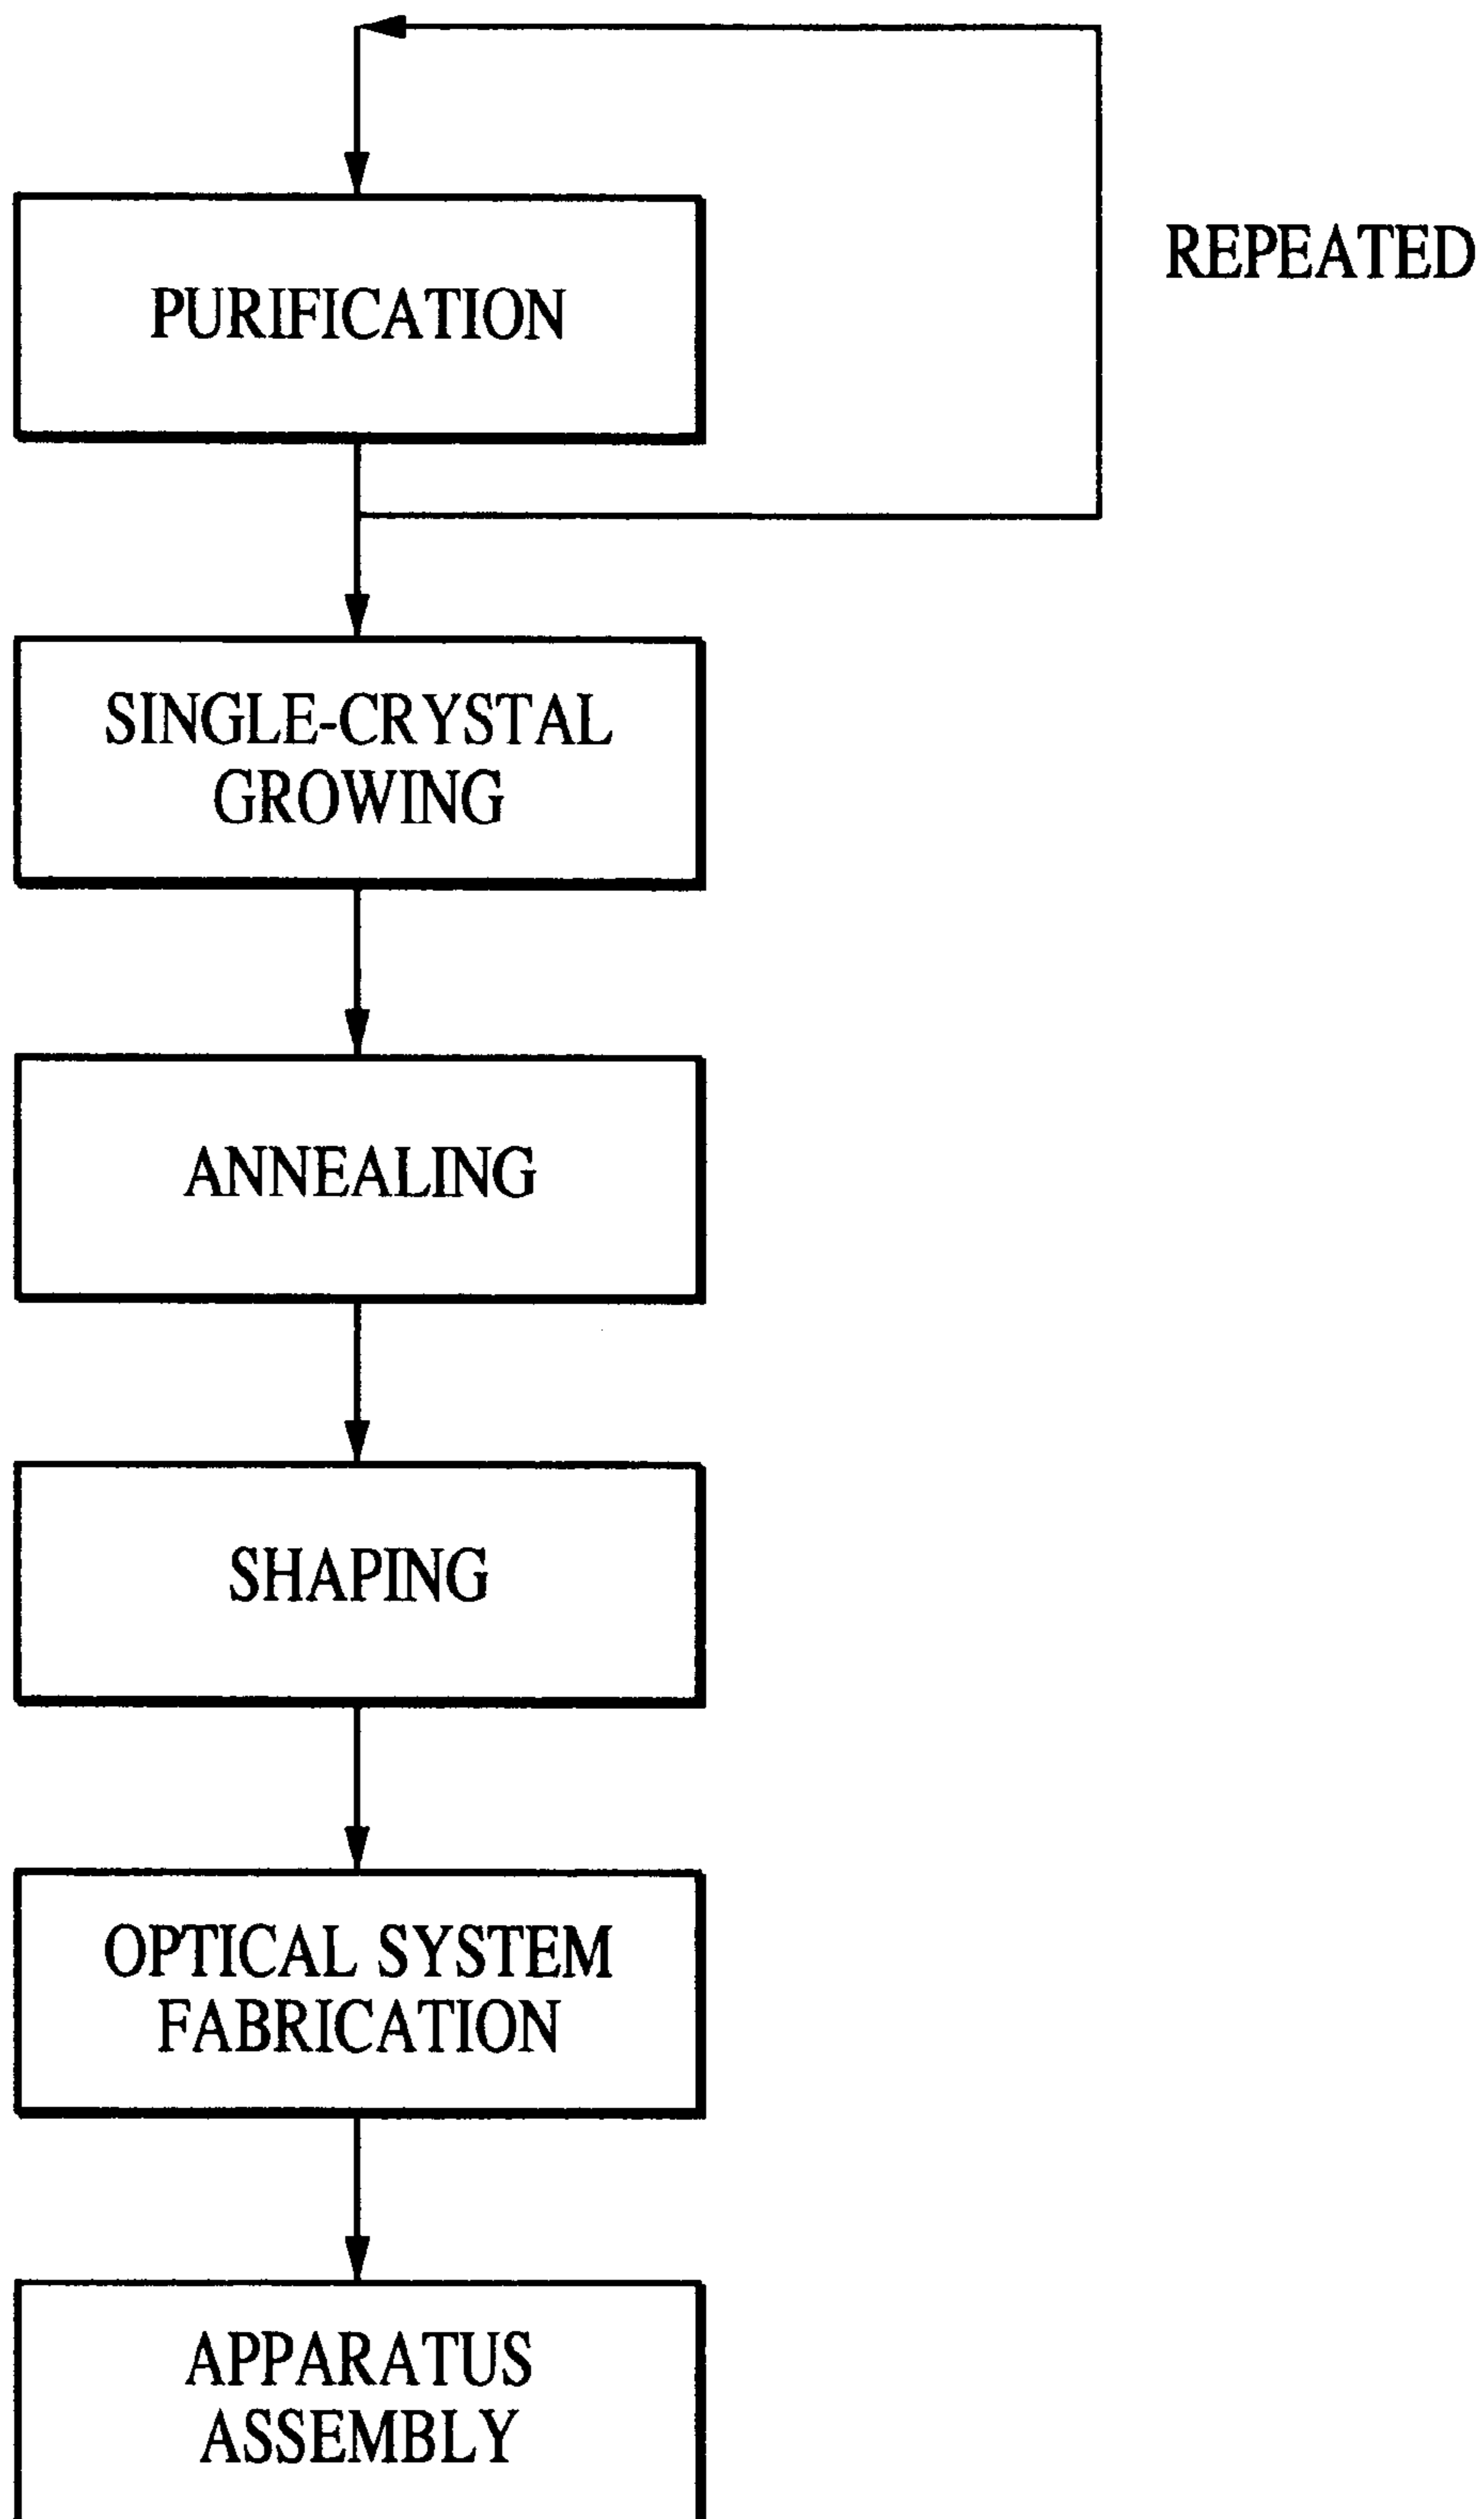 REPEATED
PURIFICATION
SINGLE-CRYSTAL
GROWING
ANNEALING
SHAPING
OPTICAL SYSTEM
FABRICATION
APPARATUS
ASSEMBLY